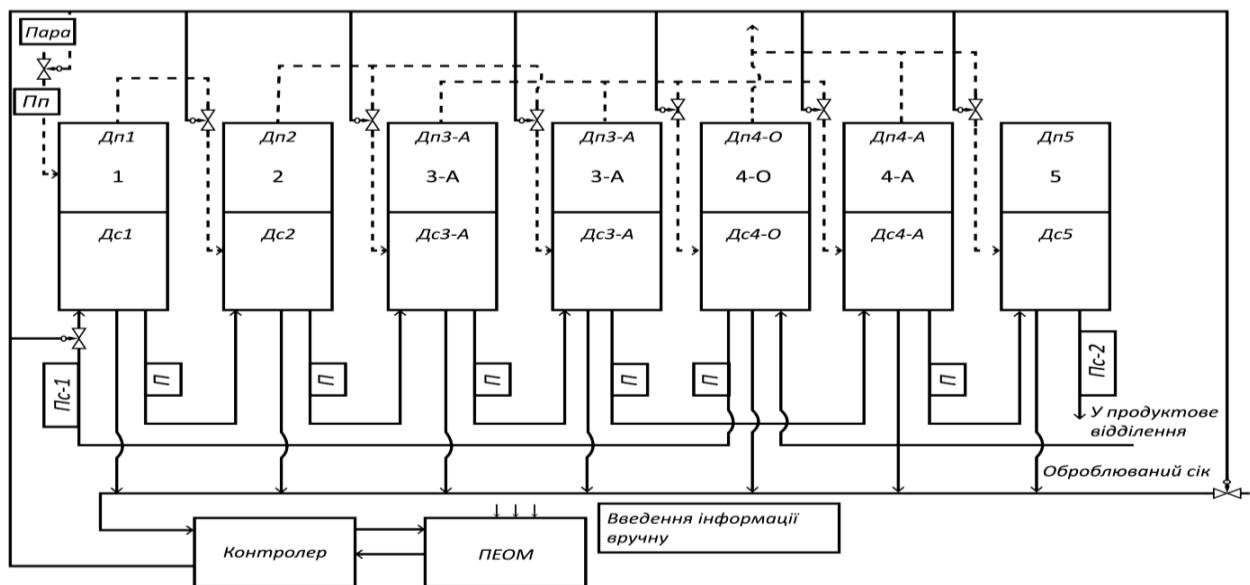 Пара
Пп
Дп1
Дп2
Дп3-А
Дп3-А
Дп4-О
Дп4-А
Дп5
1
2
3-А
3-А
4-О
4-А
5
Дс1
Дс2
Дс3-А
Дс3-А
Дс4-О
Дс4-А
Дс5
Пс-1
П
П
П
П
П
П
Пс-2
У продуктове
відділення
Оброблюваний сік
Введення інформації
вручну
Контролер
ПЕОМ